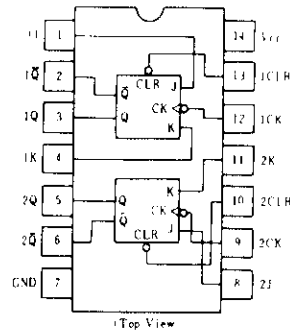 1J 1 14 Vcc
1Q̄ 2 CLR J 13 1CLR
1Q 3 Q̄ Q CK K 12 1CK
1K 4 11 2K
2Q 5 Q Q̄ K CK J CLR 10 2CLR
2Q̄ 6 9 2CK
GND 7 8 2J
(Top View